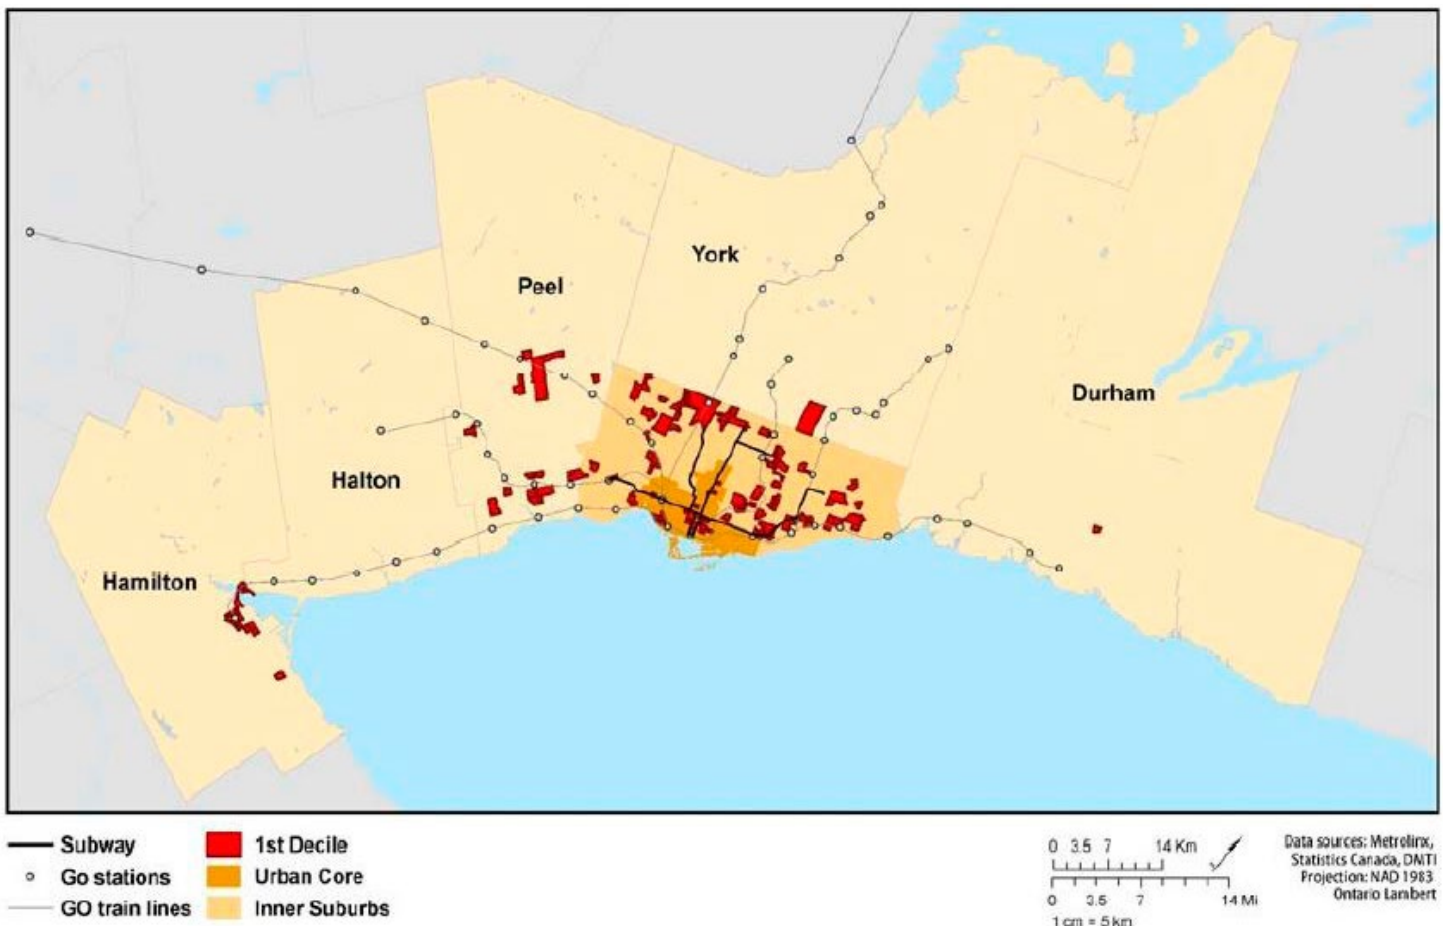 York
Peel
Durham
Halton
Hamilton
Subway
Go stations
GO train lines
1st Decile
Urban Core
Inner Suburbs
0 3.5 7 14 Km
0 3.5 7 14 Mi
1 cm = 5 km
Data sources: Metrolinx,
Statistics Canada, DMTI
Projection: NAD 1983
Ontario Lambert